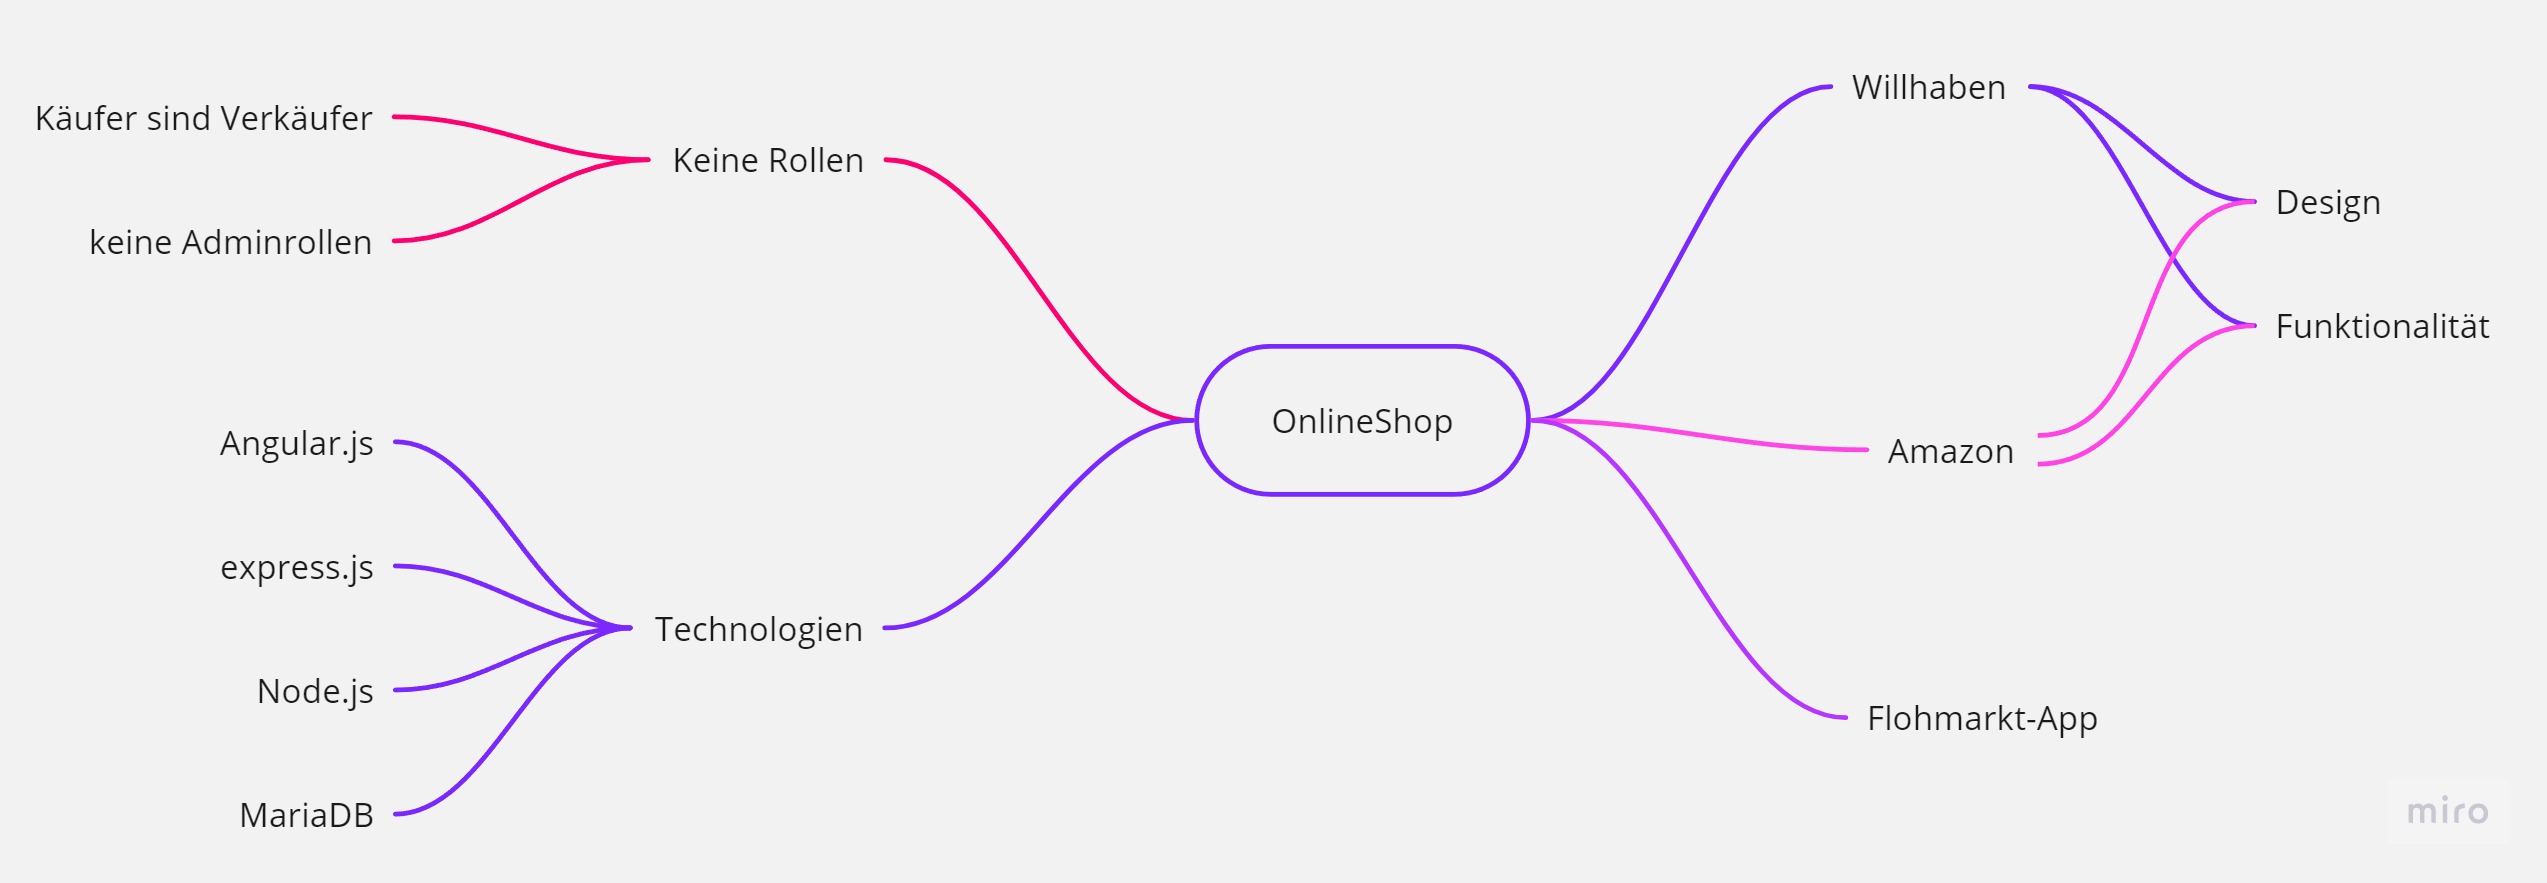 Käufer sind Verkäufer
keine Adminrollen
Keine Rollen
Angular.js
express.js
Node.js
MariaDB
Technologien
OnlineShop
Willhaben
Design
Funktionalität
Amazon
Flohmarkt-App
miro